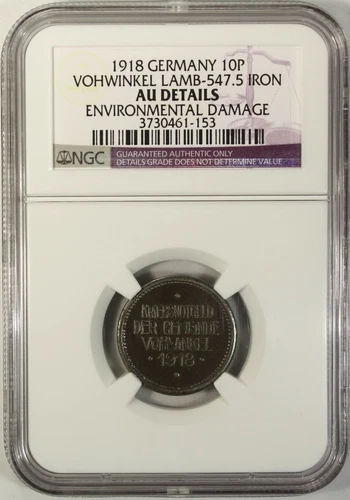 1918 GERMANY 10P
VOHWINKEL LAMB-547.5 IRON
AU DETAILS
ENVIRONMENTAL DAMAGE
3730461-153
NGC
GUARANTEED AUTHENTIC ONLY
DETAILS GRADE DOES NOT DETERMINE VALUE
KRIEGSNOTGELD
DER GEMEINDE
VOHWINKEL
· 1918 ·